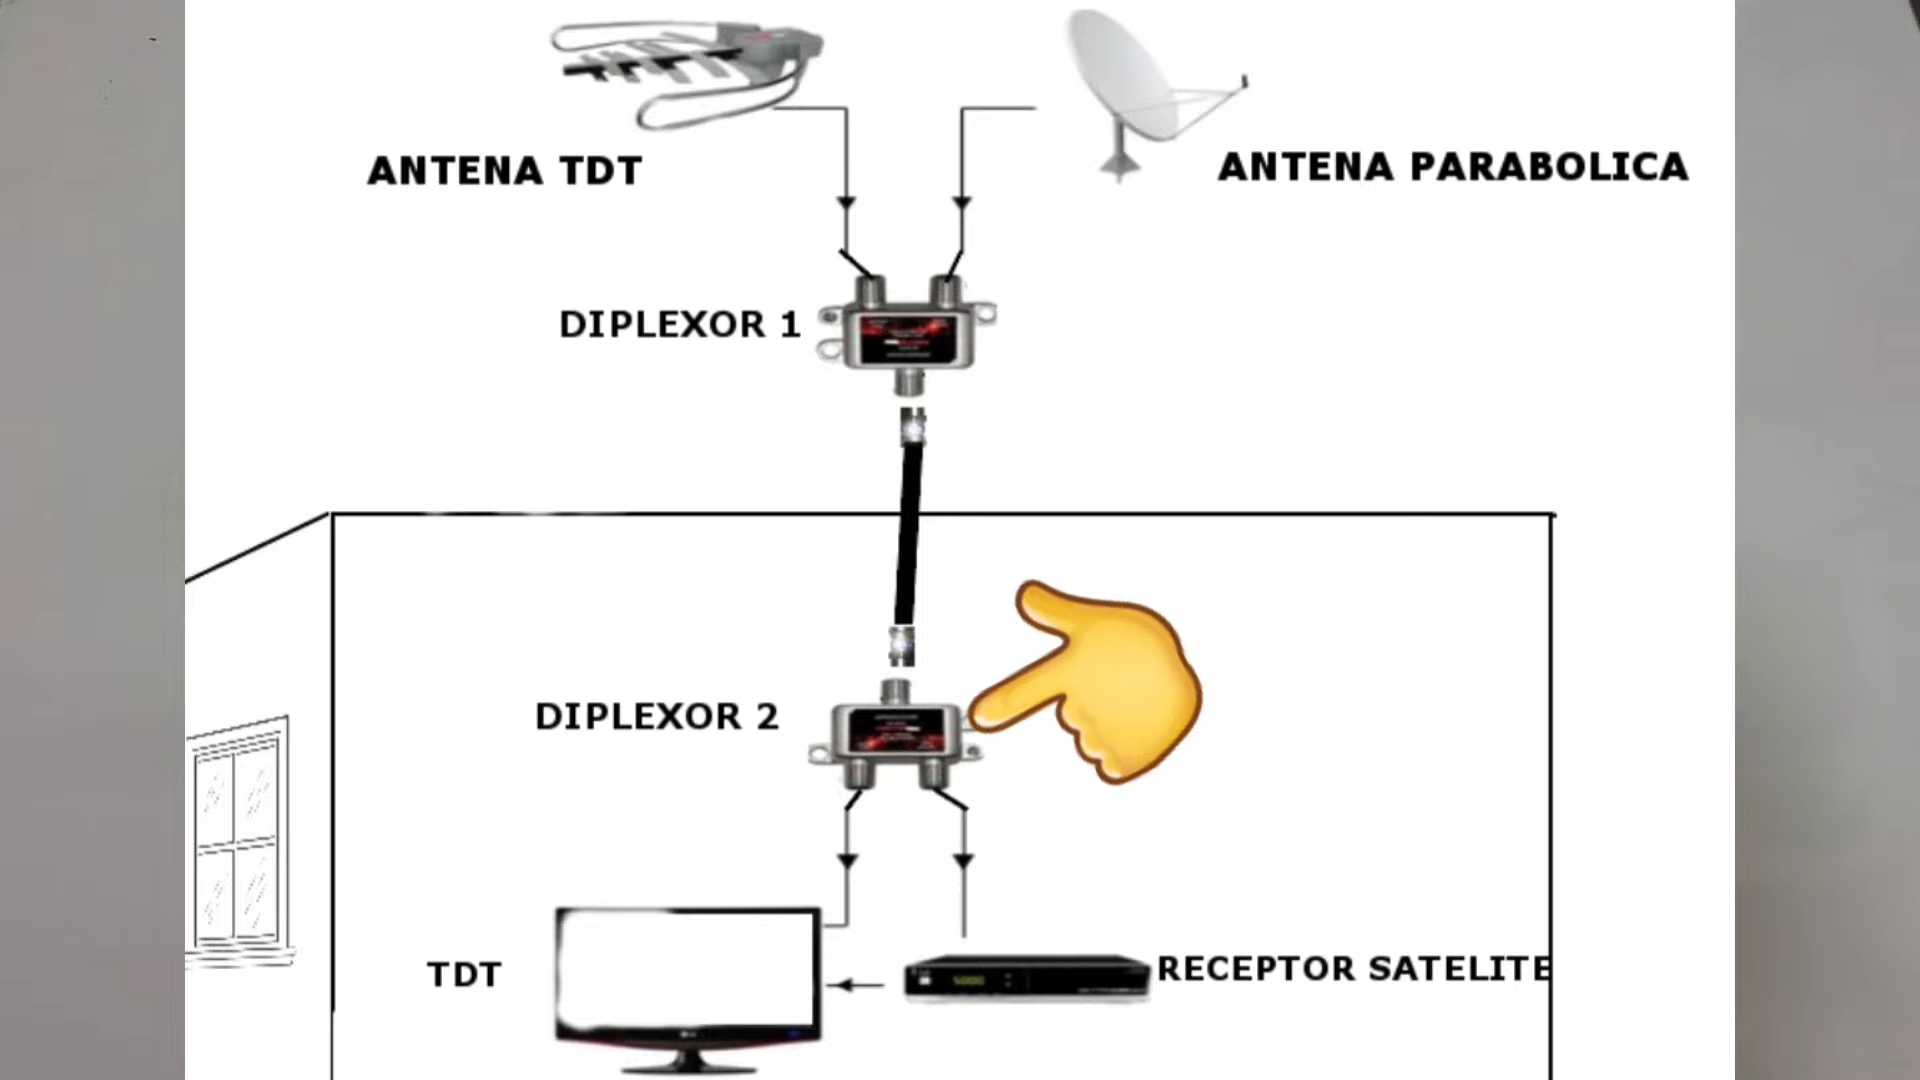 ANTENA TDT
ANTENA PARABOLICA
DIPLEXOR 1
DIPLEXOR 2
TDT
RECEPTOR SATELITE